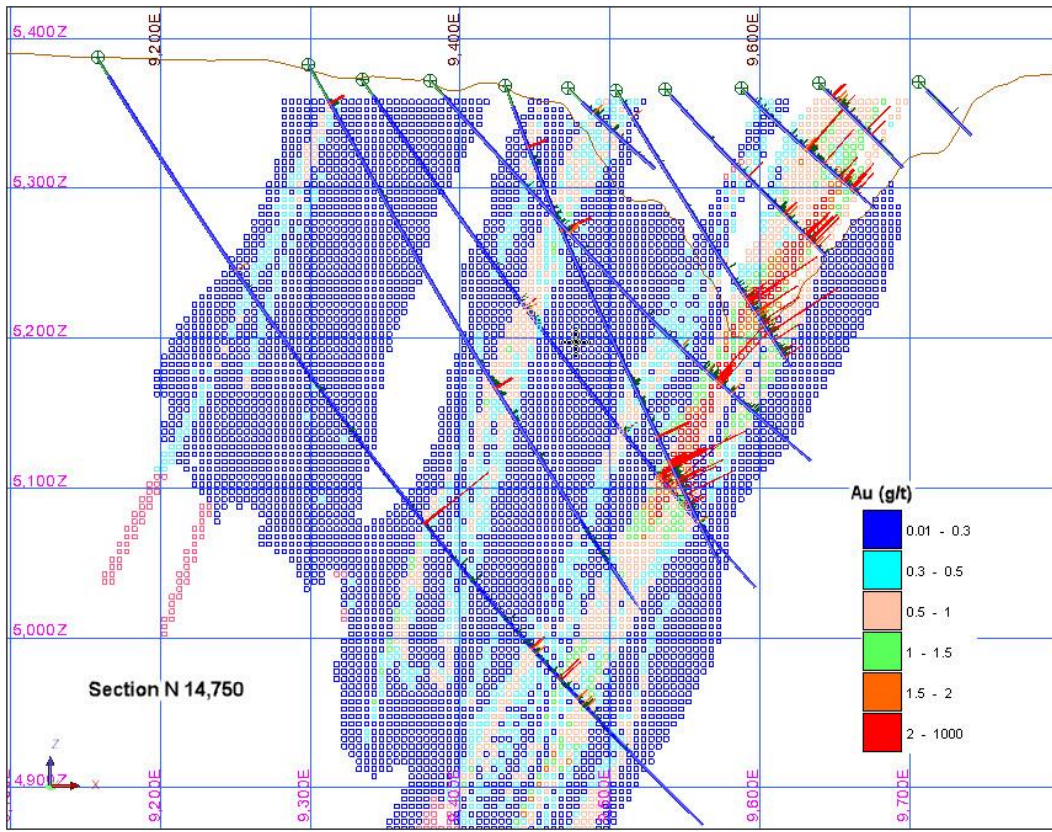 5,400Z
9,200E
9,400E
9,600E
5,300Z
5,200Z
5,100Z
Au (g/t)
0.01 - 0.3
0.3 - 0.5
0.5 - 1
1 - 1.5
1.5 - 2
2 - 1000
5,000Z
Section N 14,750
Z
X
4,900Z
9,200E
9,300E
9,400E
9,500E
9,600E
9,700E